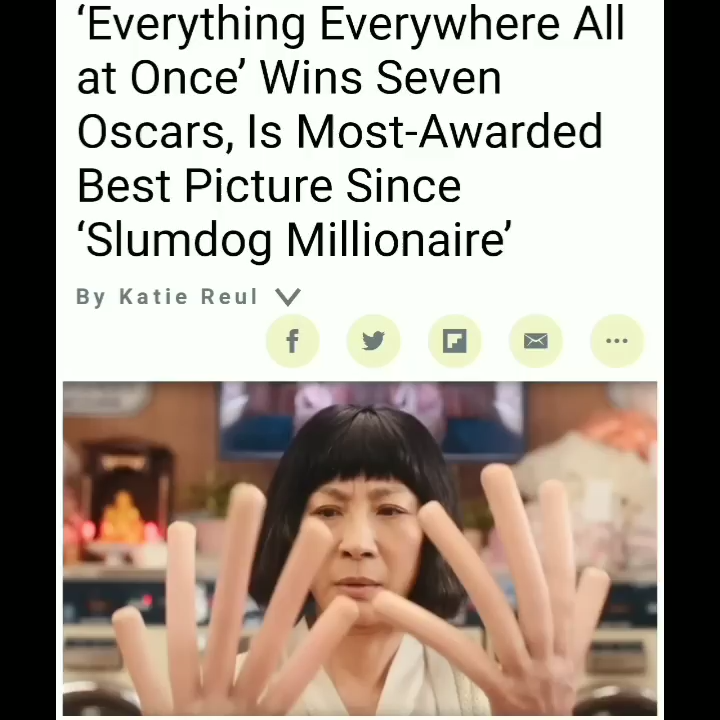 ‘Everything Everywhere All
at Once’ Wins Seven
Oscars, Is Most-Awarded
Best Picture Since
‘Slumdog Millionaire’
By Katie Reul